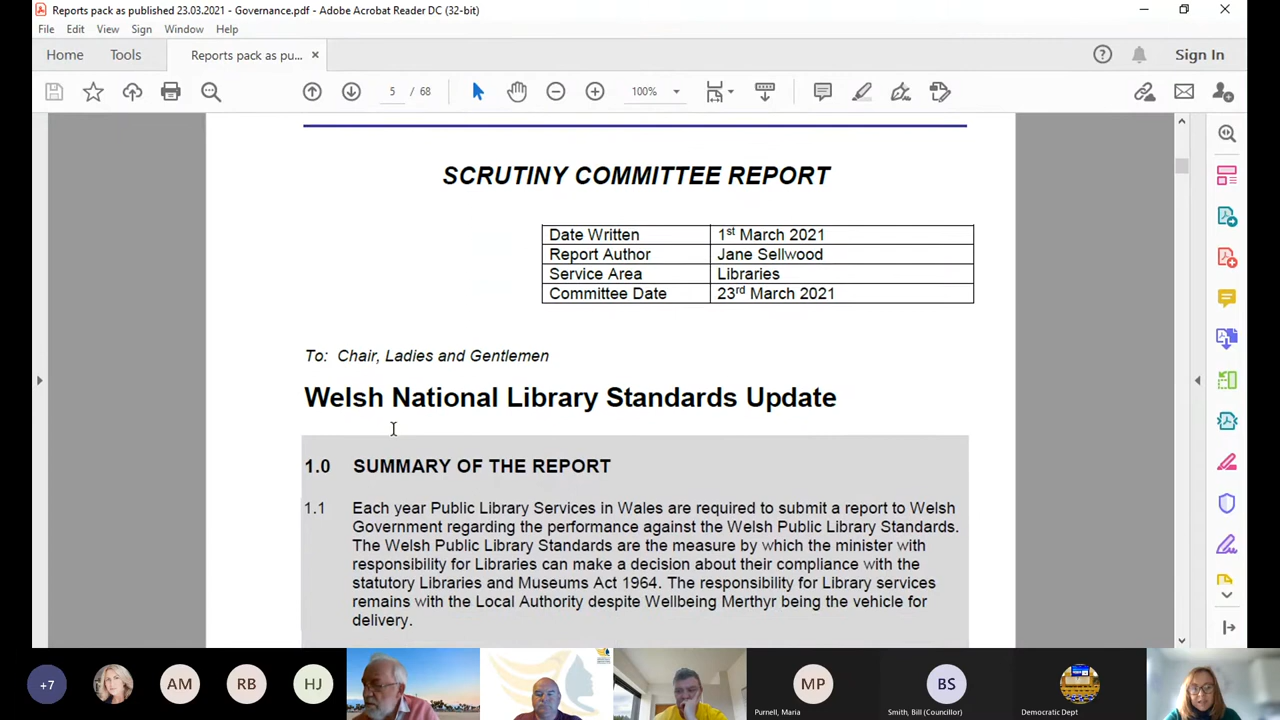 Reports pack as published 23.03.2021 - Governance.pdf - Adobe Acrobat Reader DC (32-bit)
File Edit View Sign Window Help
Home Tools Reports pack as pu... × Sign In
5 / 68 100%
SCRUTINY COMMITTEE REPORT
Date Written 1st March 2021
Report Author Jane Sellwood
Service Area Libraries
Committee Date 23rd March 2021
To: Chair, Ladies and Gentlemen
Welsh National Library Standards Update
1.0 SUMMARY OF THE REPORT
1.1 Each year Public Library Services in Wales are required to submit a report to Welsh
Government regarding the performance against the Welsh Public Library Standards.
The Welsh Public Library Standards are the measure by which the minister with
responsibility for Libraries can make a decision about their compliance with the
statutory Libraries and Museums Act 1964. The responsibility for Library services
remains with the Local Authority despite Wellbeing Merthyr being the vehicle for
delivery.
+7 AM RB HJ MP BS
Purnell, Maria Smith, Bill (Councillor) Democratic Dept